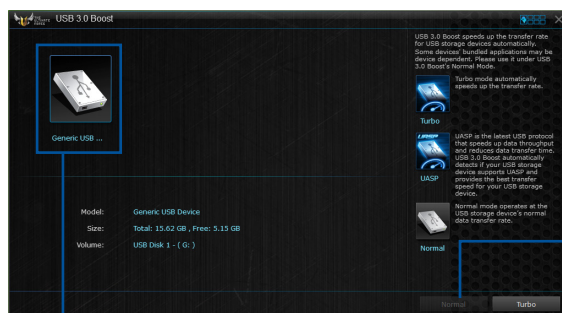 THE ULTIMATE FORCE
USB 3.0 Boost
Generic USB ...
Model: Generic USB Device
Size: Total: 15.62 GB , Free: 5.15 GB
Volume: USB Disk 1 - ( G: )
USB 3.0 Boost speeds up the transfer rate
for USB storage devices automatically.
Some devices' bundled applications may be
device dependent. Please use it under USB
3.0 Boost's Normal Mode.
Turbo mode automatically
speeds up the transfer rate.
Turbo
UASP is the latest USB protocol
that speeds up data throughput
and reduces data transfer time.
USB 3.0 Boost automatically
detects if your USB storage
device supports UASP and
provides the best transfer
speed for your USB storage
device.
UASP
Normal mode operates at the
USB storage device's normal
data transfer rate.
Normal
Normal
Turbo